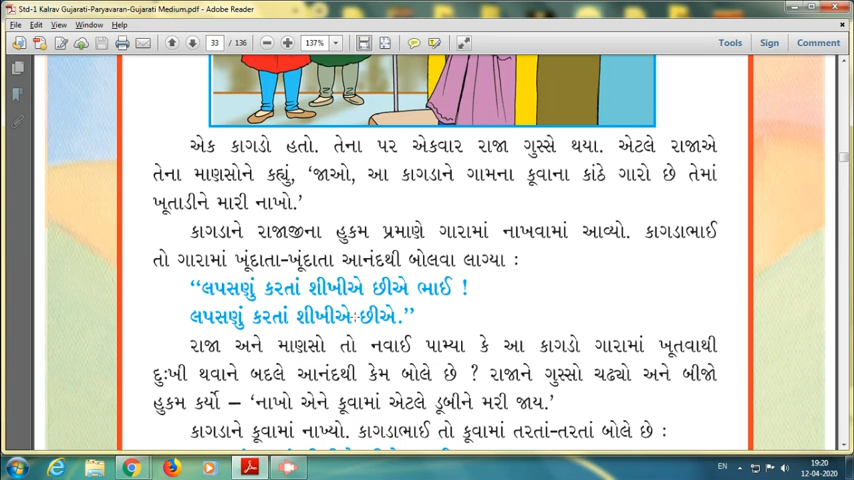 Std-1 Kalrav Gujarati-Paryavaran-Gujarati Medium.pdf - Adobe Reader
File Edit View Window Help
33 / 136 137% Tools Sign Comment
એક કાગડો હતો. તેના પર એકવાર રાજા ગુસ્સે થયા. એટલે રાજાએ
તેના માણસોને કહ્યું, ‘જાઓ, આ કાગડાને ગામના કૂવાના કાંઠે ગારો છે તેમાં
ખૂતાડીને મારી નાખો.’
કાગડાને રાજાજીના હુકમ પ્રમાણે ગારામાં નાખવામાં આવ્યો. કાગડાભાઈ
તો ગારામાં ખૂંદાતા-ખૂંદાતા આનંદથી બોલવા લાગ્યા :
‘‘લપસણું કરતાં શીખીએ છીએ ભાઈ !
લપસણું કરતાં શીખીએ છીએ.’’
રાજા અને માણસો તો નવાઈ પામ્યા કે આ કાગડો ગારામાં ખૂતવાથી
દુઃખી થવાને બદલે આનંદથી કેમ બોલે છે ? રાજાને ગુસ્સો ચઢ્યો અને બીજો
હુકમ કર્યો – ‘નાખો એને કૂવામાં એટલે ડૂબીને મરી જાય.’
કાગડાને કૂવામાં નાખ્યો. કાગડાભાઈ તો કૂવામાં તરતાં-તરતાં બોલે છે :
EN 19:20
12-04-2020